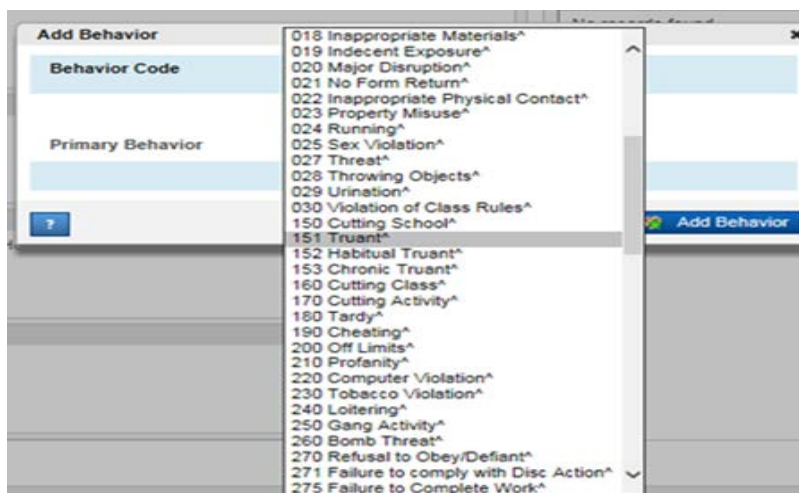 No records found
Add Behavior
Behavior Code
Primary Behavior
?
Add Behavior
018 Inappropriate Materials^
019 Indecent Exposure^
020 Major Disruption^
021 No Form Return^
022 Inappropriate Physical Contact^
023 Property Misuse^
024 Running^
025 Sex Violation^
027 Threat^
028 Throwing Objects^
029 Urination^
030 Violation of Class Rules^
150 Cutting School^
151 Truant^
152 Habitual Truant^
153 Chronic Truant^
160 Cutting Class^
170 Cutting Activity^
180 Tardy^
190 Cheating^
200 Off Limits^
210 Profanity^
220 Computer Violation^
230 Tobacco Violation^
240 Loitering^
250 Gang Activity^
260 Bomb Threat^
270 Refusal to Obey/Defiant^
271 Failure to comply with Disc Action^
275 Failure to Complete Work^